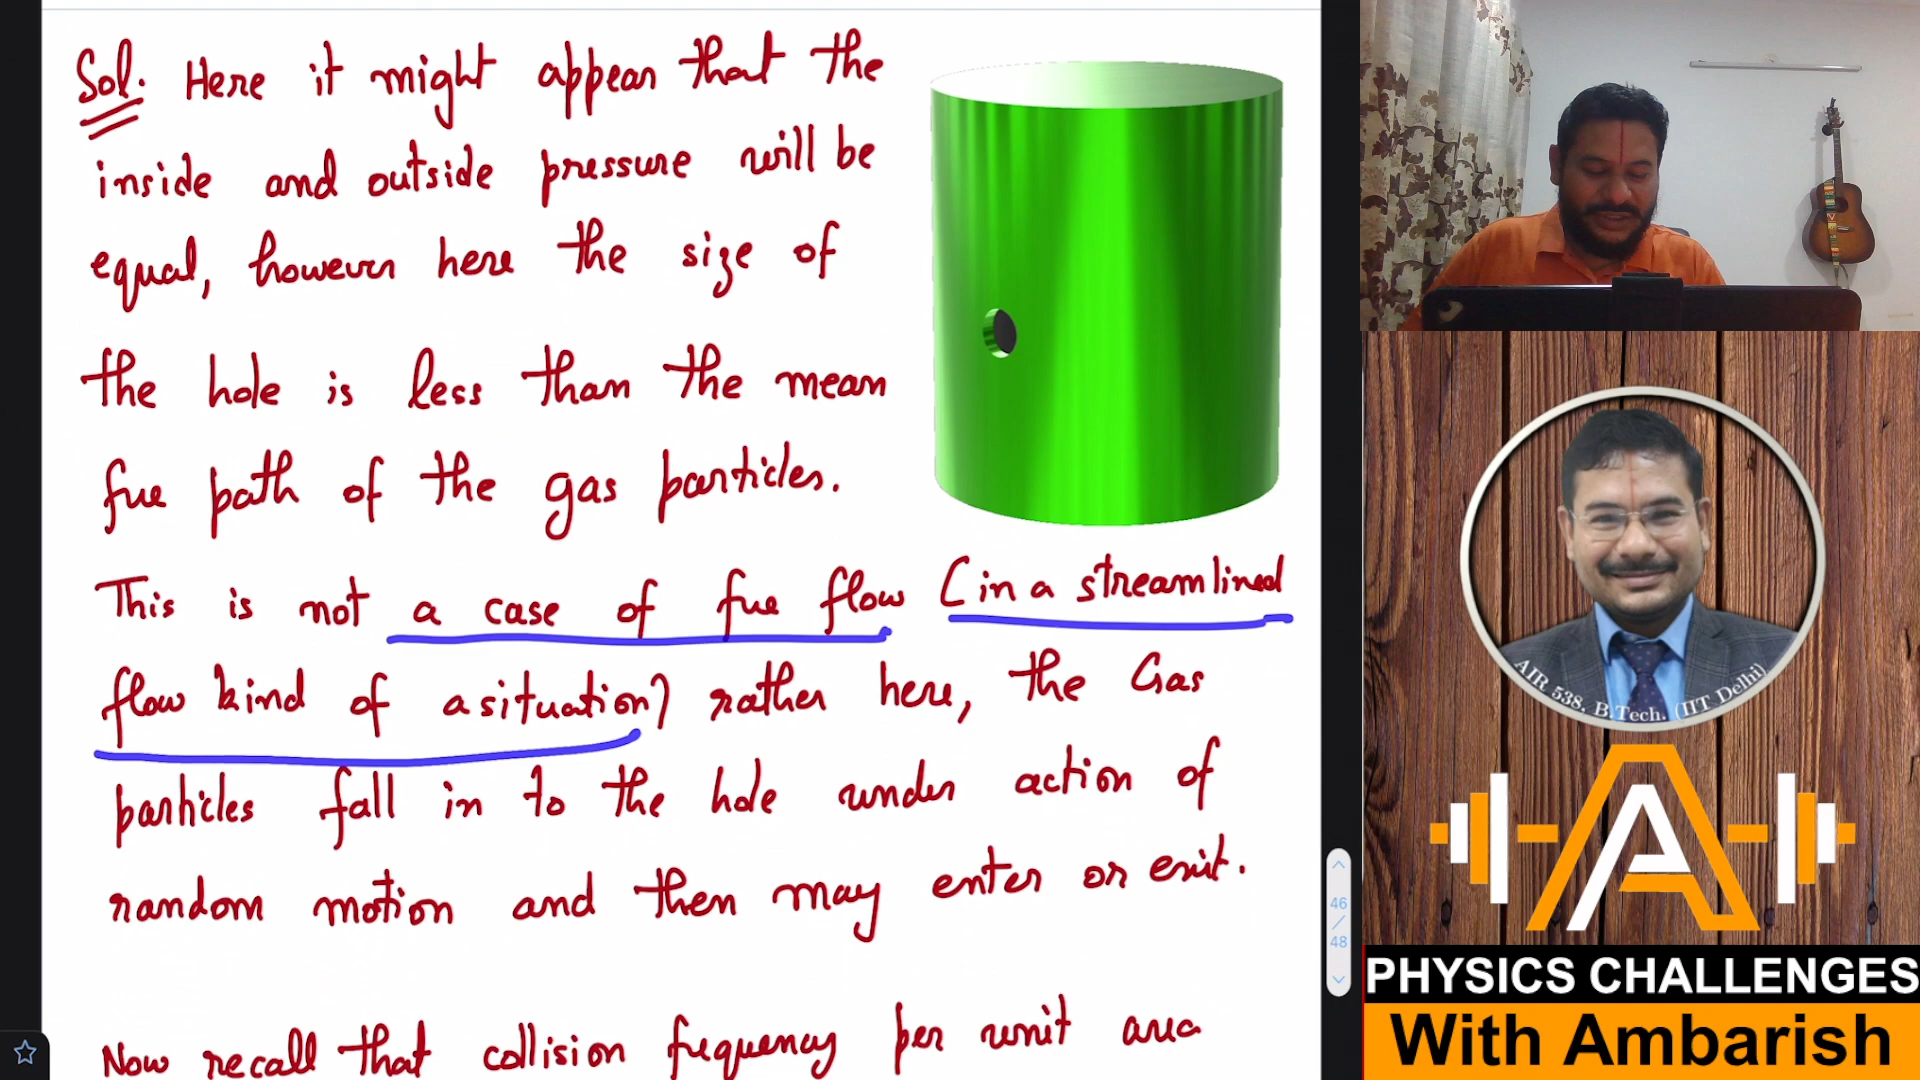 Sol. Here it might appear that the
inside and outside pressure will be
equal, however here the size of
the hole is less than the mean
free path of the gas particles.
This is not a case of free flow (in a streamlined
flow kind of a situation) rather here, the Gas
particles fall in to the hole under action of
random motion and then may enter or exit.
Now recall that collision frequency per unit area
46
/
48
AIR 538, B.Tech. (IIT Delhi)
A
PHYSICS CHALLENGES
With Ambarish